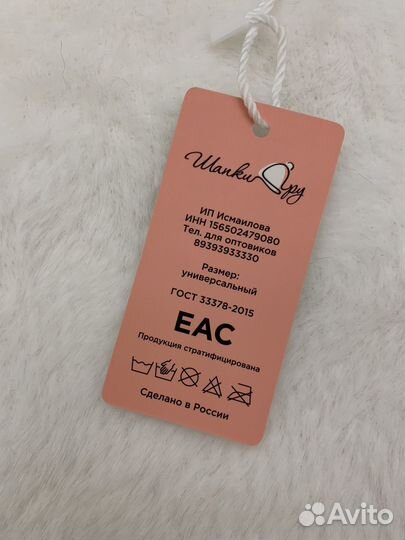 Шапки ру
ИП Исмаилова
ИНН 156502479080
Тел. для оптовиков
89393933330
Размер:
универсальный
ГОСТ 33378-2015
EAC
Продукция стратифицирована
Сделано в России
Avito